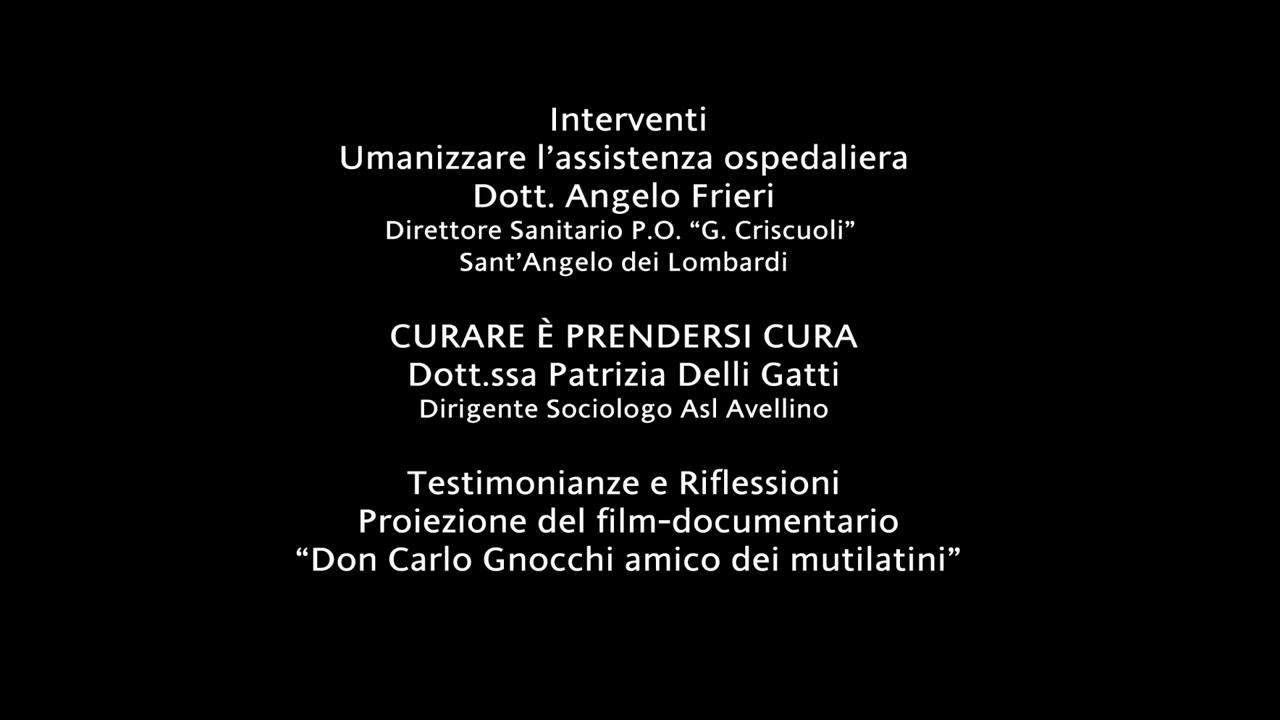 Interventi
Umanizzare l’assistenza ospedaliera
Dott. Angelo Frieri
Direttore Sanitario P.O. “G. Criscuoli”
Sant’Angelo dei Lombardi
CURARE È PRENDERSI CURA
Dott.ssa Patrizia Delli Gatti
Dirigente Sociologo Asl Avellino
Testimonianze e Riflessioni
Proiezione del film-documentario
“Don Carlo Gnocchi amico dei mutilatini”